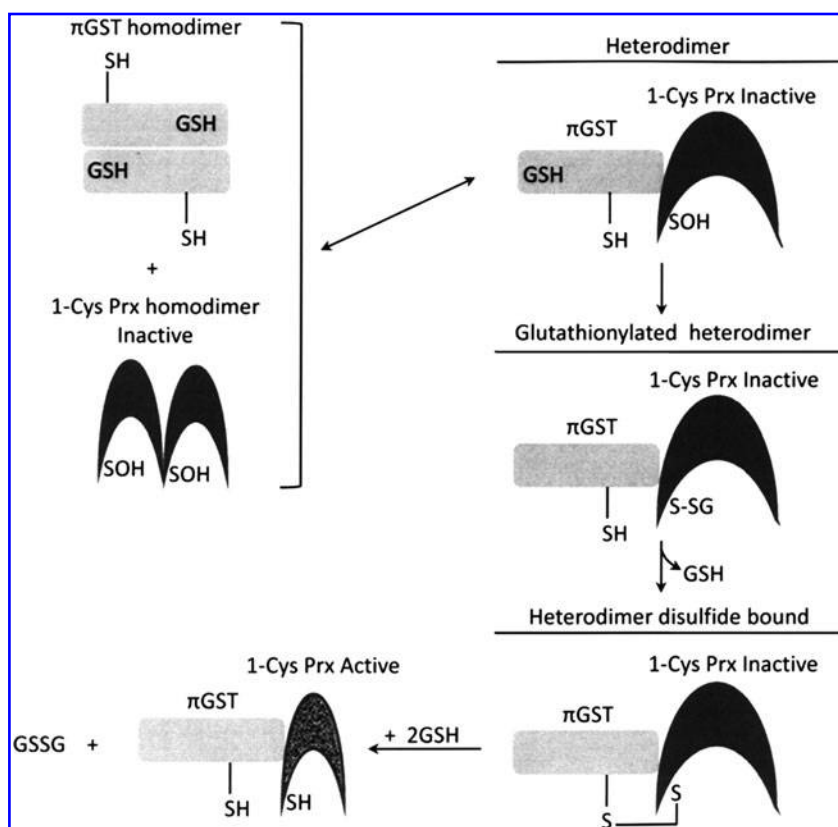 πGST homodimer
SH
GSH
GSH
SH
+
1-Cys Prx homodimer
Inactive
SOH
SOH
Heterodimer
1-Cys Prx Inactive
πGST
GSH
SOH
SH
Glutathionylated heterodimer
1-Cys Prx Inactive
πGST
S-SG
SH
GSH
Heterodimer disulfide bound
1-Cys Prx Inactive
πGST
S
S
+ 2GSH
1-Cys Prx Active
πGST
GSSG +
SH
SH